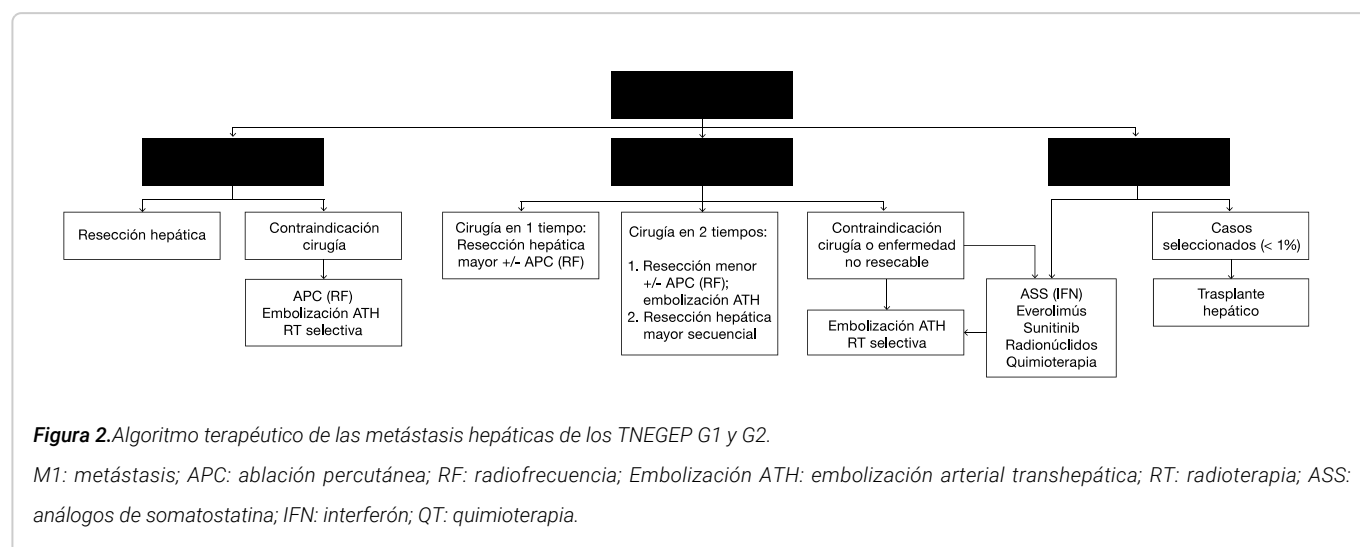 Resección hepática
Contraindicación
cirugía
APC (RF)
Embolización ATH
RT selectiva
Cirugía en 1 tiempo:
Resección hepática
mayor +/- APC (RF)
Cirugía en 2 tiempos:
1. Resección menor
+/- APC (RF);
embolización ATH
2. Resección hepática
mayor secuencial
Contraindicación
cirugía o enfermedad
no resecable
Embolización ATH
RT selectiva
ASS (IFN)
Everolimús
Sunitinib
Radionúclidos
Quimioterapia
Casos
seleccionados (< 1%)
Trasplante
hepático
Figura 2.Algoritmo terapéutico de las metástasis hepáticas de los TNEGEP G1 y G2.
M1: metástasis; APC: ablación percutánea; RF: radiofrecuencia; Embolización ATH: embolización arterial transhepática; RT: radioterapia; ASS:
análogos de somatostatina; IFN: interferón; QT: quimioterapia.